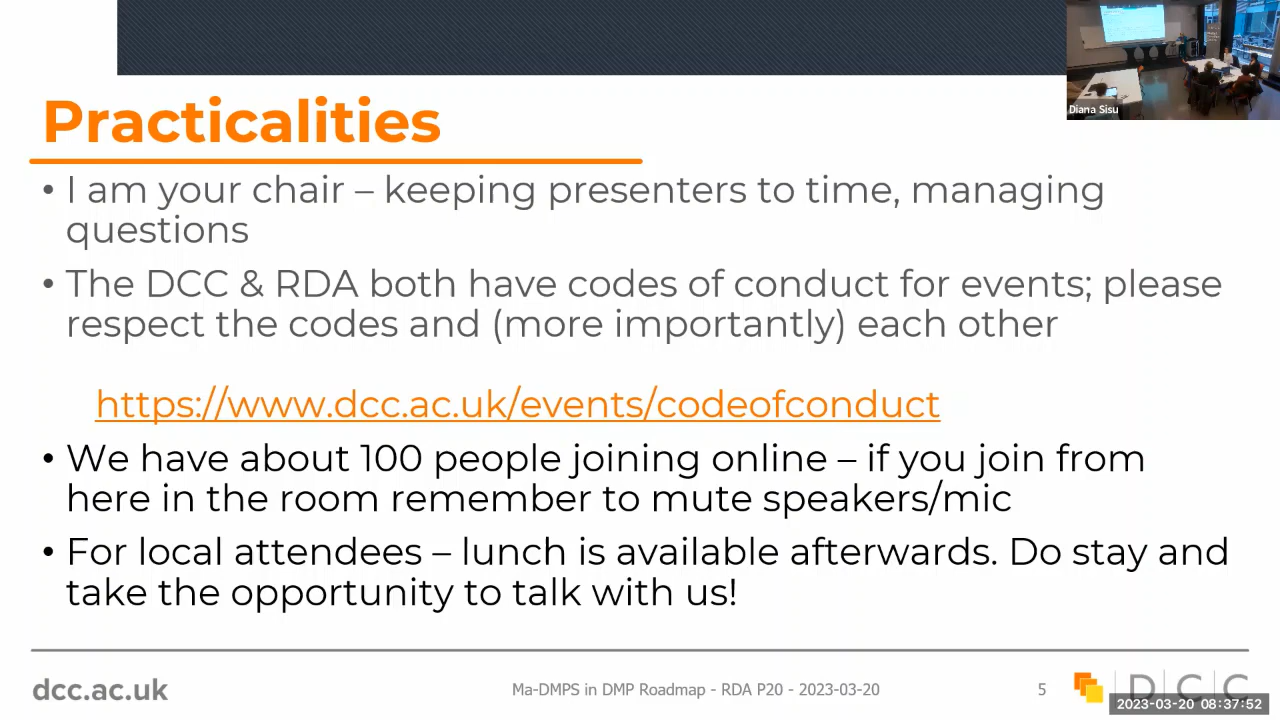 Diana Sisu
Practicalities
• I am your chair – keeping presenters to time, managing
questions
• The DCC & RDA both have codes of conduct for events; please
respect the codes and (more importantly) each other
https://www.dcc.ac.uk/events/codeofconduct
• We have about 100 people joining online – if you join from
here in the room remember to mute speakers/mic
• For local attendees – lunch is available afterwards. Do stay and
take the opportunity to talk with us!
dcc.ac.uk
Ma-DMPS in DMP Roadmap - RDA P20 - 2023-03-20
5
DCC
2023-03-20 08:37:52